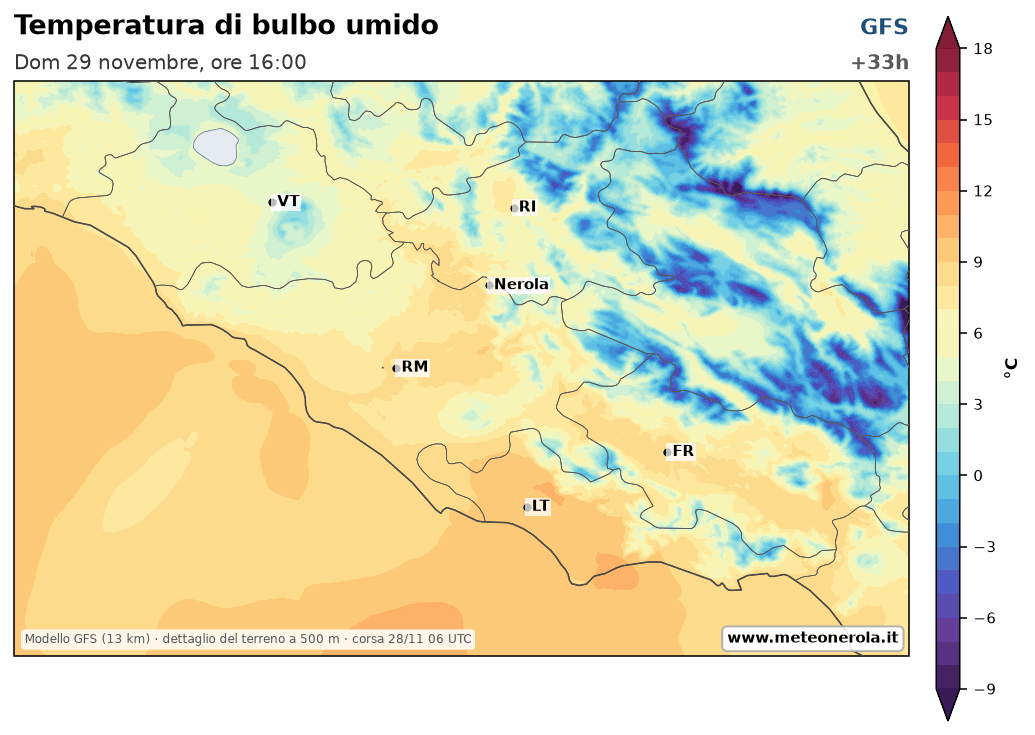 Temperatura di bulbo umido
GFS
Dom 29 novembre, ore 16:00
+33h
VT
RI
Nerola
RM
FR
LT
Modello GFS (13 km) · dettaglio del terreno a 500 m · corsa 28/11 06 UTC
www.meteonerola.it
18
15
12
9
6
3
0
−3
−6
−9
°C